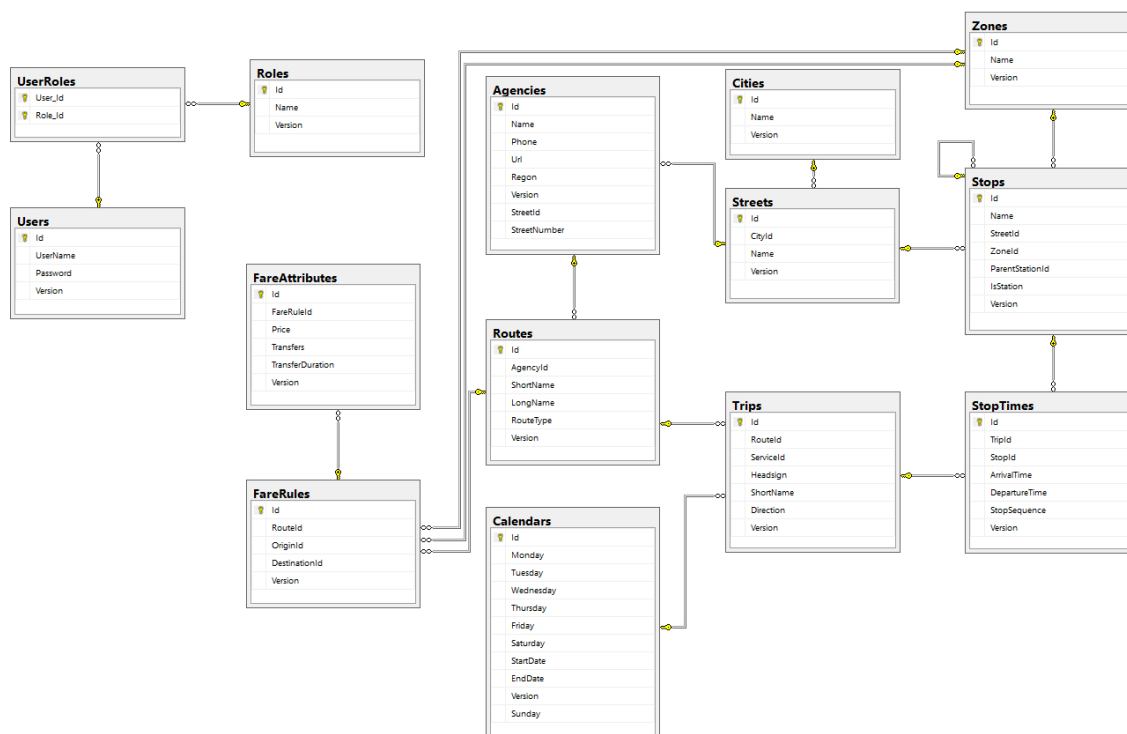 UserRoles
User_Id
Role_Id
Roles
Id
Name
Version
Users
Id
UserName
Password
Version
FareAttributes
Id
FareRuleId
Price
Transfers
TransferDuration
Version
FareRules
Id
RouteId
OriginId
DestinationId
Version
Agencies
Id
Name
Phone
Url
Regon
Version
StreetId
StreetNumber
Routes
Id
AgencyId
ShortName
LongName
RouteType
Version
Calendars
Id
Monday
Tuesday
Wednesday
Thursday
Friday
Saturday
StartDate
EndDate
Version
Sunday
Cities
Id
Name
Version
Streets
Id
CityId
Name
Version
Trips
Id
RouteId
ServiceId
Headsign
ShortName
Direction
Version
Zones
Id
Name
Version
Stops
Id
Name
StreetId
ZoneId
ParentStationId
IsStation
Version
StopTimes
Id
TripId
StopId
ArrivalTime
DepartureTime
StopSequence
Version